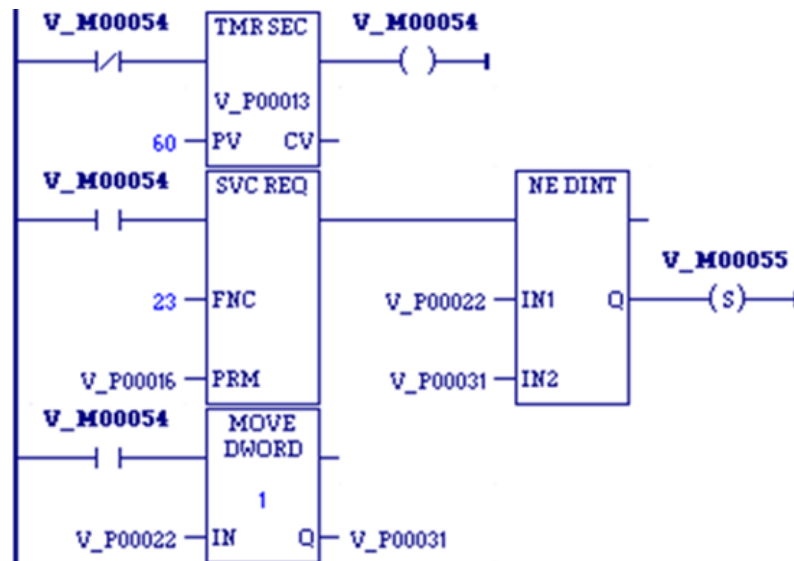 V_M00054 TMR SEC V_M00054
V_P00013
60 PV CV
V_M00054 SVC REQ NE DINT
V_M00055
23 FNC V_P00022 IN1 Q (S)
V_P00016 PRM V_P00031 IN2
V_M00054 MOVE
DWORD
1
V_P00022 IN Q V_P00031